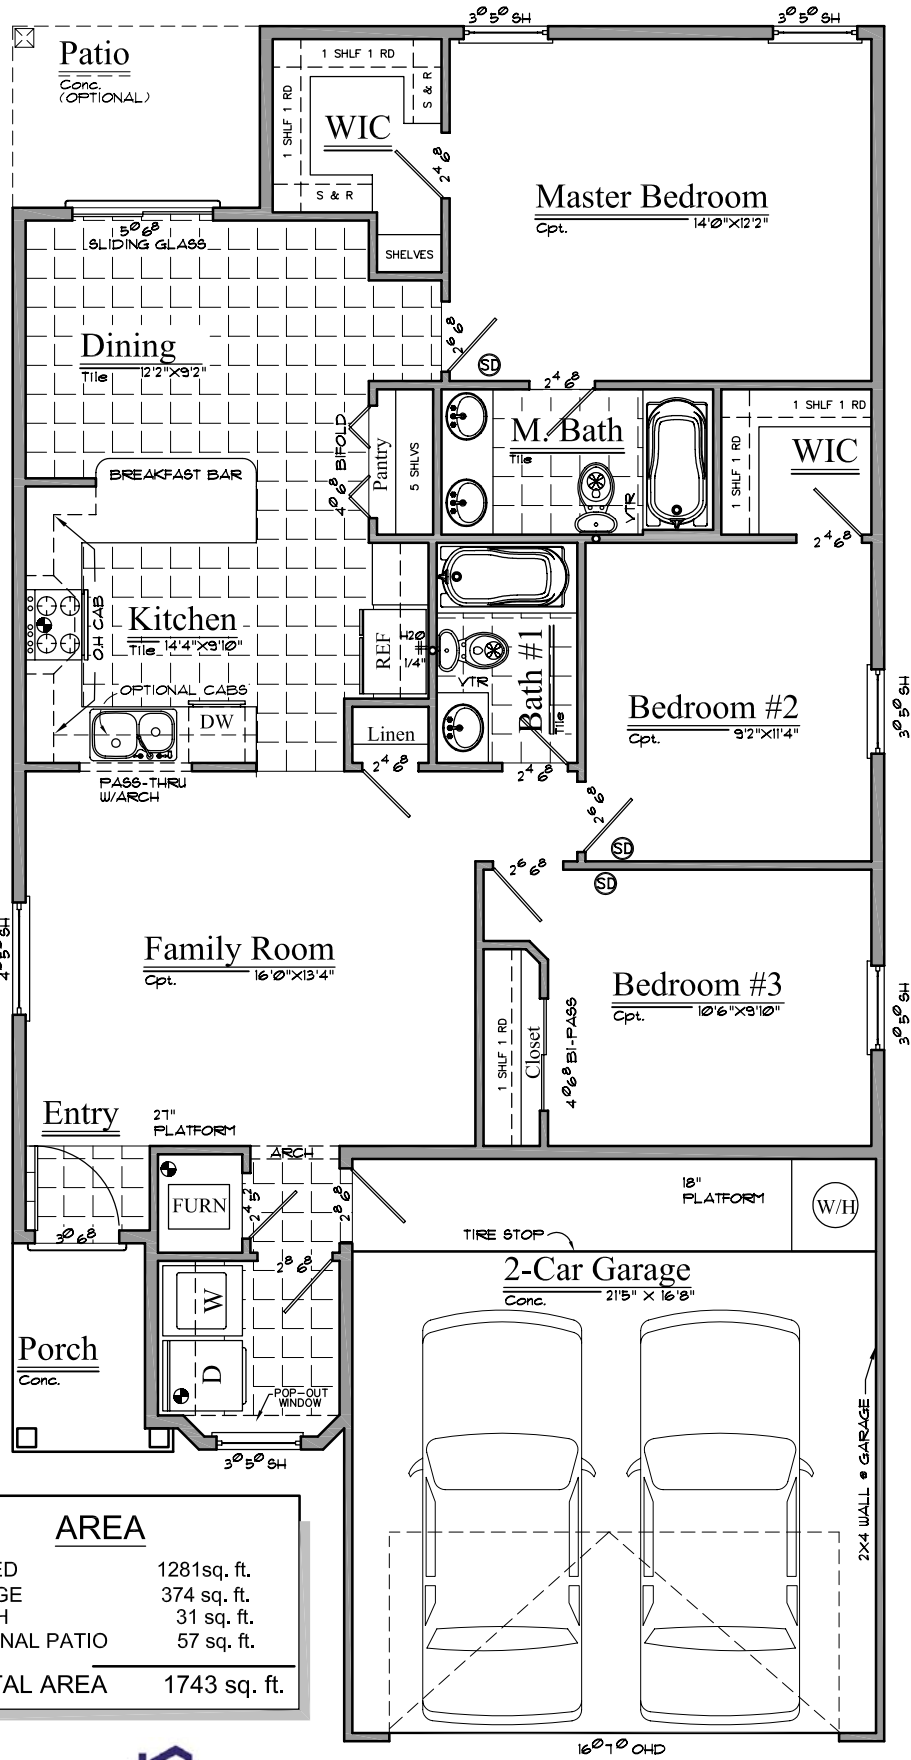 3⁰5⁰ SH
3⁰5⁰ SH
Patio
Conc.
(OPTIONAL)
1 SHLF 1 RD
1 SHLF 1 RD
S & R
WIC
2⁴6⁸
S & R
SHELVES
Master Bedroom
Cpt. 14'0"X12'2"
5⁰6⁸
SLIDING GLASS
Dining
Tile 12'2"X9'2"
2⁶6⁸
SD
2⁴6⁸
4⁰6⁸ BIFOLD
Pantry
5 SHLVS
M. Bath
Tile
VTR
1 SHLF 1 RD
1 SHLF 1 RD
WIC
2⁴6⁸
BREAKFAST BAR
O.H CAB
Kitchen
Tile 14'4"X9'10"
REF
H20
1/4"
VTR
Bath #1
Tile
Bedroom #2
Cpt. 9'2"X11'4"
3⁰5⁰ SH
OPTIONAL CABS
DW
Linen
2⁴6⁸
2⁴6⁸
PASS-THRU
W/ARCH
2⁶6⁸
SD
2⁶6⁸
SD
4⁰5⁰ SH
Family Room
Cpt. 16'0"X13'4"
Bedroom #3
Cpt. 10'6"X9'10"
3⁰5⁰ SH
1 SHLF 1 RD
Closet
4⁰6⁸ BI-PASS
Entry
27"
PLATFORM
ARCH
FURN
2⁴5²
2⁸6⁸
18"
PLATFORM
W/H
3⁰6⁸
TIRE STOP
2⁸6⁸
2-Car Garage
Conc. 21'5" X 16'8"
W
D
Porch
Conc.
POP-OUT
WINDOW
3⁰5⁰ SH
2X4 WALL @ GARAGE
AREA
ED 1281sq. ft.
GE 374 sq. ft.
H 31 sq. ft.
NAL PATIO 57 sq. ft.
TAL AREA 1743 sq. ft.
16⁰7⁰ OHD